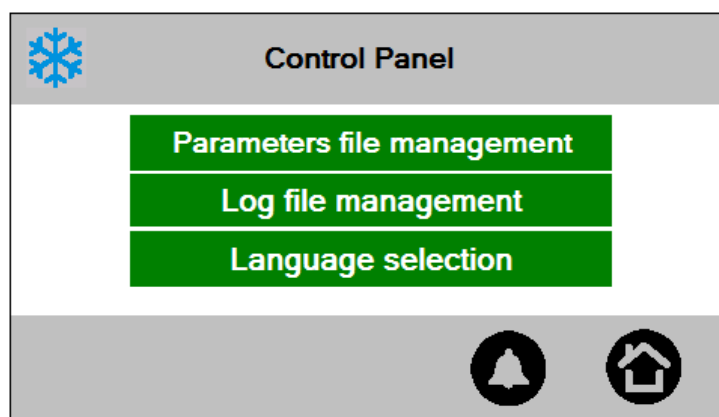 Control Panel
Parameters file management
Log file management
Language selection